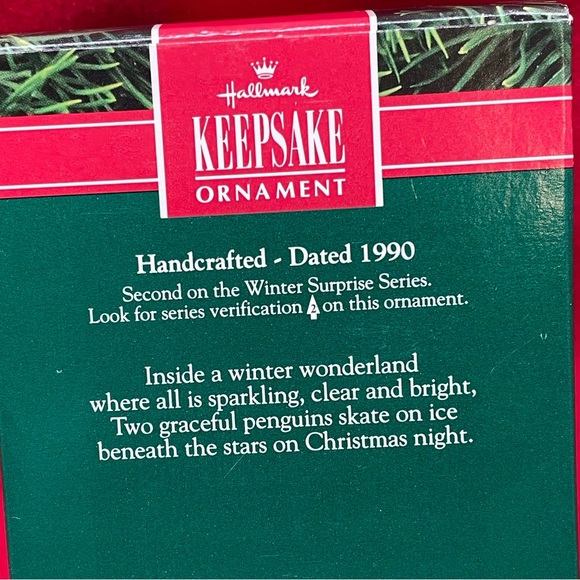 Hallmark
KEEPSAKE
ORNAMENT
Handcrafted - Dated 1990
Second on the Winter Surprise Series.
Look for series verification 2 on this ornament.
Inside a winter wonderland
where all is sparkling, clear and bright,
Two graceful penguins skate on ice
beneath the stars on Christmas night.